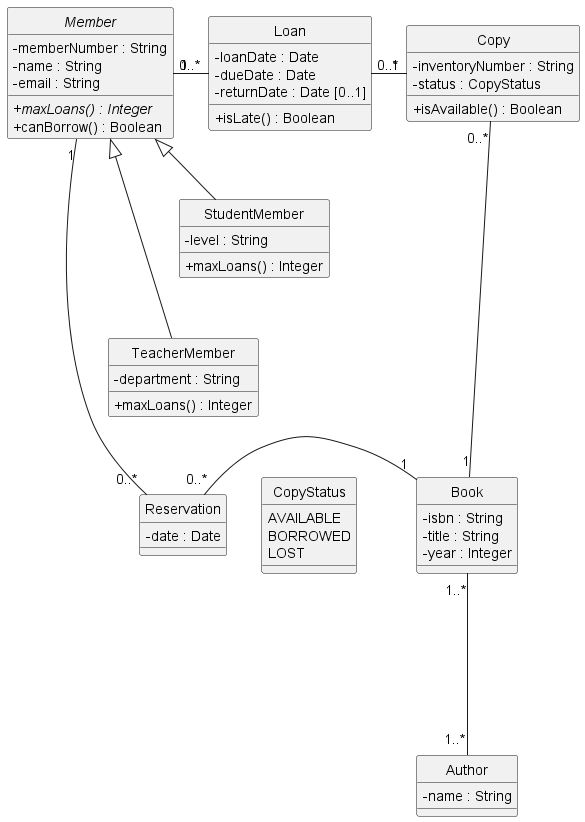 Member
-memberNumber : String
-name : String
-email : String
+maxLoans() : Integer
+canBorrow() : Boolean
1
0..*
Loan
-loanDate : Date
-dueDate : Date
-returnDate : Date [0..1]
+isLate() : Boolean
0..*
1
Copy
-inventoryNumber : String
-status : CopyStatus
+isAvailable() : Boolean
1
0..*
StudentMember
-level : String
+maxLoans() : Integer
TeacherMember
-department : String
+maxLoans() : Integer
0..*
0..*
1
1
Reservation
-date : Date
CopyStatus
AVAILABLE
BORROWED
LOST
Book
-isbn : String
-title : String
-year : Integer
1..*
1..*
Author
-name : String